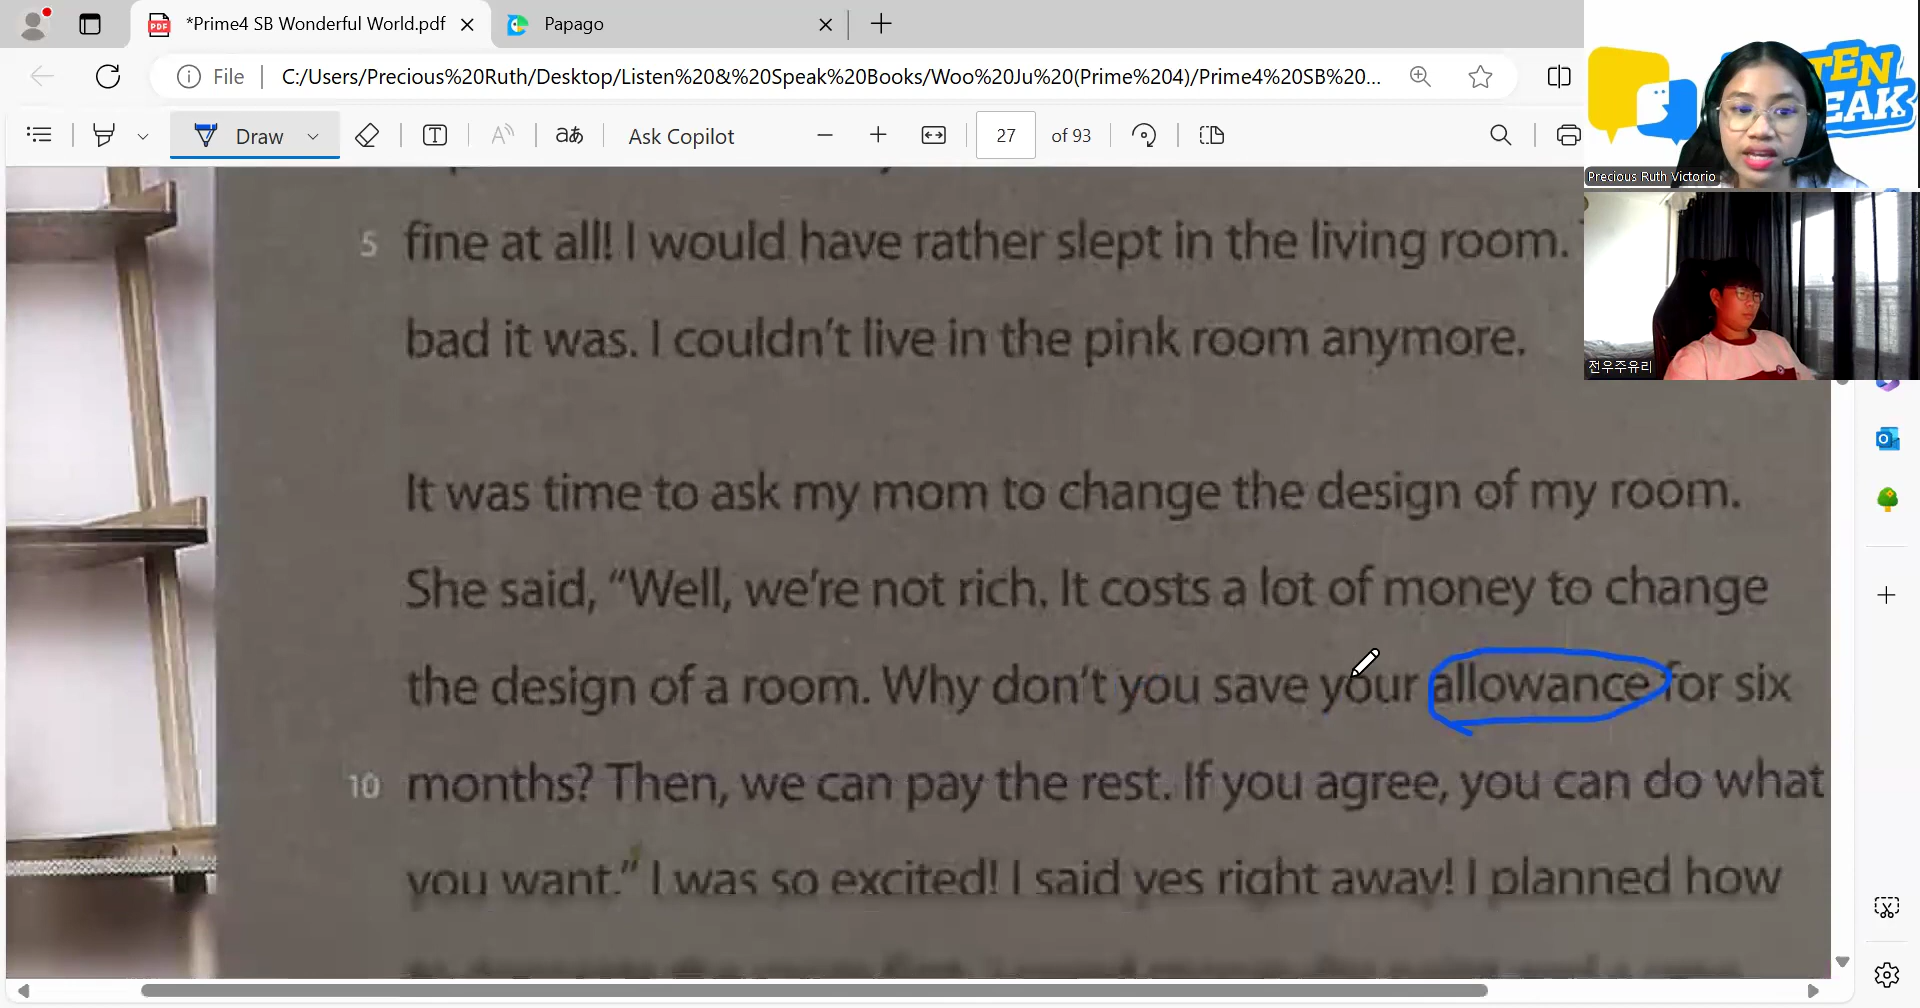 *Prime4 SB Wonderful World.pdf
Papago
File
C:/Users/Precious%20Ruth/Desktop/Listen%20&%20Speak%20Books/Woo%20Ju%20(Prime%204)/Prime4%20SB%20...
Draw
Ask Copilot
27 of 93
TEN
EAK
Precious Ruth Victorio
전우주유리
5 fine at all! I would have rather slept in the living room.
bad it was. I couldn't live in the pink room anymore.
It was time to ask my mom to change the design of my room.
She said, “Well, we're not rich. It costs a lot of money to change
the design of a room. Why don't you save your allowance for six
10 months? Then, we can pay the rest. If you agree, you can do what
you want.” I was so excited! I said yes right away! I planned how